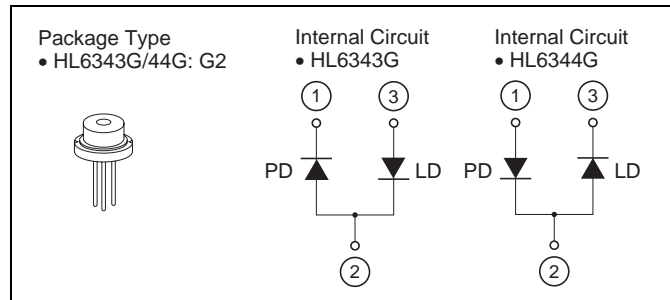 Package Type
• HL6343G/44G: G2
Internal Circuit
• HL6343G
1
3
PD
LD
2
Internal Circuit
• HL6344G
1
3
PD
LD
2